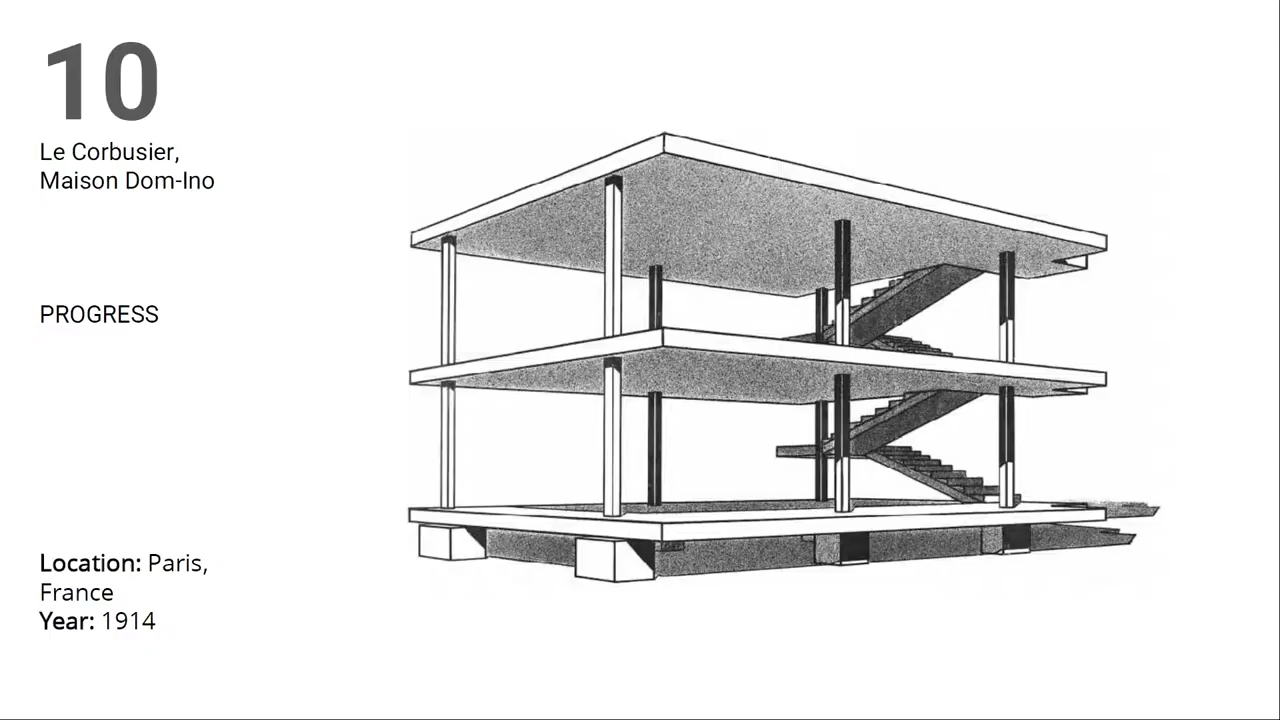 10
Le Corbusier,
Maison Dom-Ino
PROGRESS
Location: Paris,
France
Year: 1914